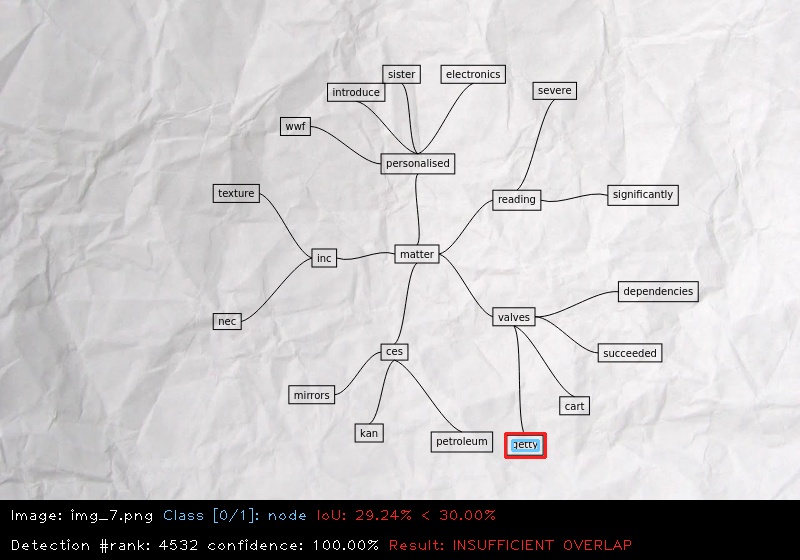 sister
electronics
introduce
severe
wwf
personalised
texture
reading
significantly
inc
matter
dependencies
nec
valves
ces
succeeded
mirrors
cart
kan
petroleum
getty
Image: img_7.png Class [0/1]: node IoU: 29.24% < 30.00%
Detection #rank: 4532 confidence: 100.00% Result: INSUFFICIENT OVERLAP